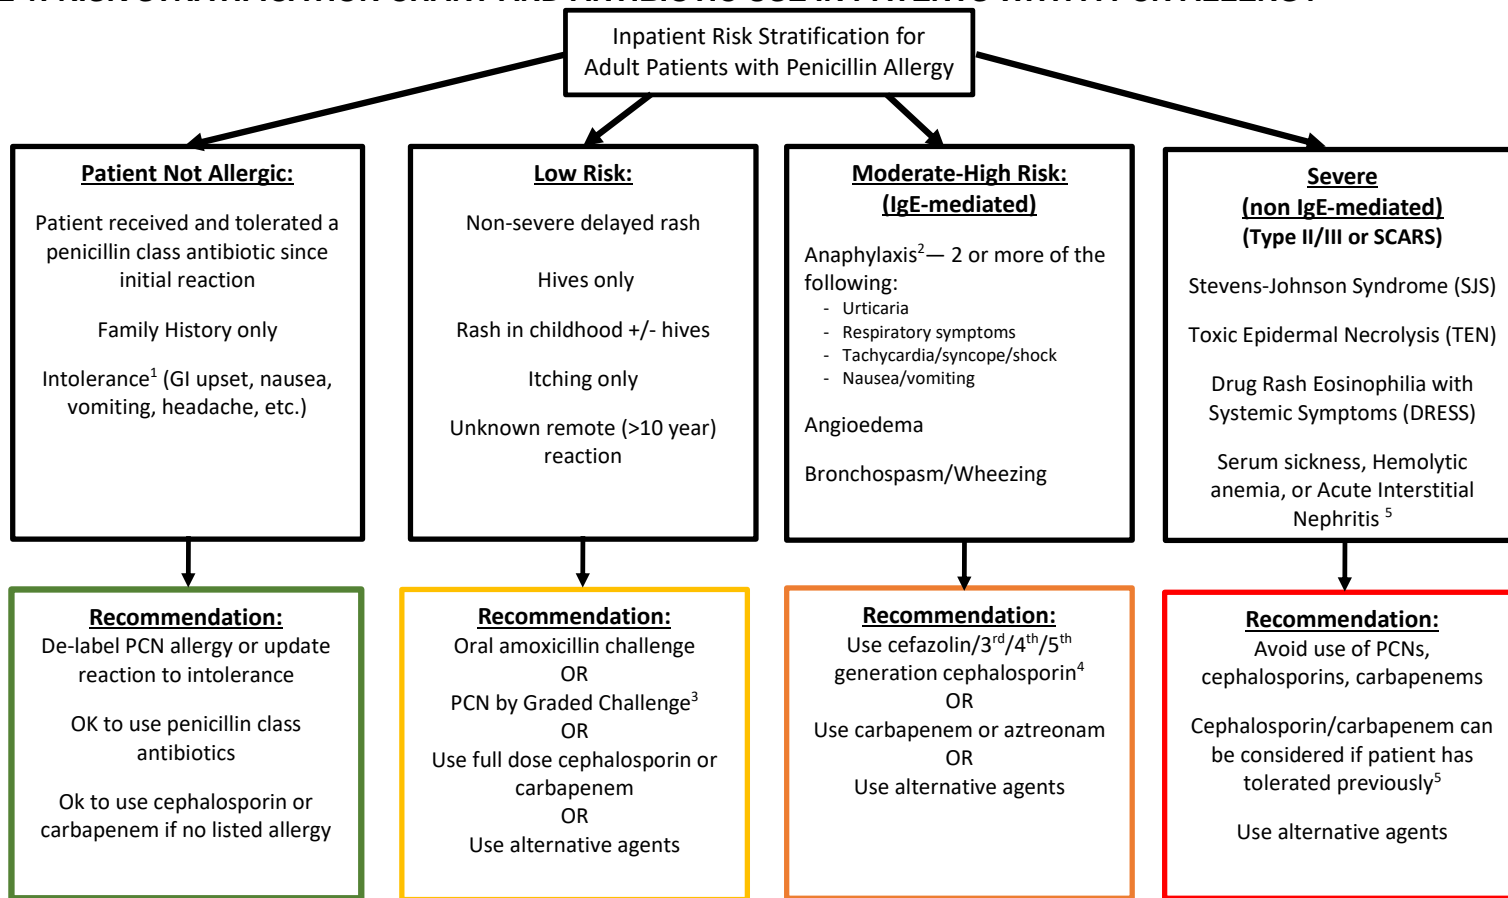 Inpatient Risk Stratification for
Adult Patients with Penicillin Allergy
Patient Not Allergic:
Patient received and tolerated a
penicillin class antibiotic since
initial reaction
Family History only
Intolerance¹ (GI upset, nausea,
vomiting, headache, etc.)
Low Risk:
Non-severe delayed rash
Hives only
Rash in childhood +/- hives
Itching only
Unknown remote (>10 year)
reaction
Moderate-High Risk:
(IgE-mediated)
Anaphylaxis²— 2 or more of the
following:
- Urticaria
- Respiratory symptoms
- Tachycardia/syncope/shock
- Nausea/vomiting
Angioedema
Bronchospasm/Wheezing
Severe
(non IgE-mediated)
(Type II/III or SCARS)
Stevens-Johnson Syndrome (SJS)
Toxic Epidermal Necrolysis (TEN)
Drug Rash Eosinophilia with
Systemic Symptoms (DRESS)
Serum sickness, Hemolytic
anemia, or Acute Interstitial
Nephritis ⁵
Recommendation:
De-label PCN allergy or update
reaction to intolerance
OK to use penicillin class
antibiotics
Ok to use cephalosporin or
carbapenem if no listed allergy
Recommendation:
Oral amoxicillin challenge
OR
PCN by Graded Challenge³
OR
Use full dose cephalosporin or
carbapenem
OR
Use alternative agents
Recommendation:
Use cefazolin/3rd/4th/5th
generation cephalosporin⁴
OR
Use carbapenem or aztreonam
OR
Use alternative agents
Recommendation:
Avoid use of PCNs,
cephalosporins, carbapenems
Cephalosporin/carbapenem can
be considered if patient has
tolerated previously⁵
Use alternative agents